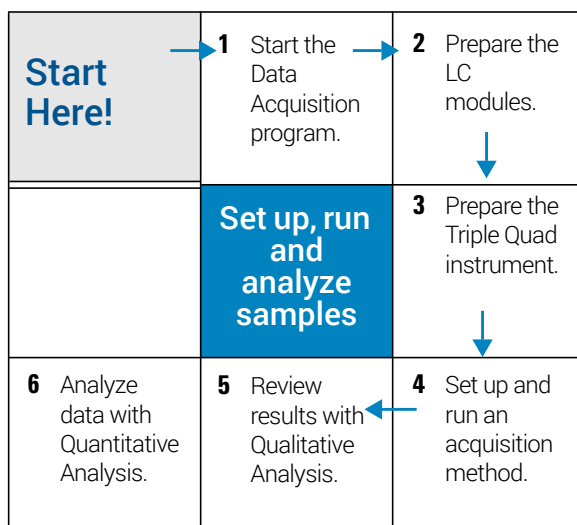 Start
Here!
1 Start the
Data
Acquisition
program.
2 Prepare the
LC
modules.
Set up, run
and
analyze
samples
3 Prepare the
Triple Quad
instrument.
6 Analyze
data with
Quantitative
Analysis.
5 Review
results with
Qualitative
Analysis.
4 Set up and
run an
acquisition
method.